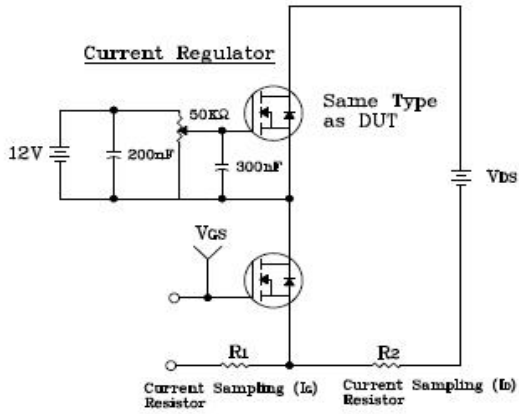 Current Regulator
50KΩ
Same Type
as DUT
12V
200nF
300nF
VDS
VGS
R1
R2
Current Sampling (IG)
Resistor
Current Sampling (ID)
Resistor